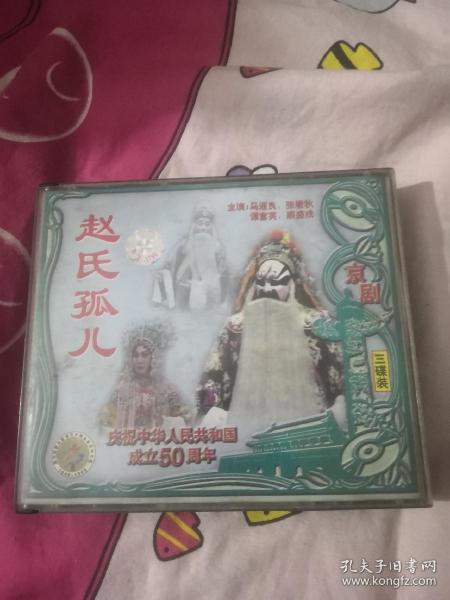 赵氏孤儿
主演:马连良、张君秋
谭富英、裘盛戎
京剧
三碟装
庆祝中华人民共和国
成立50周年
孔夫子旧书网
www.kongfz.com